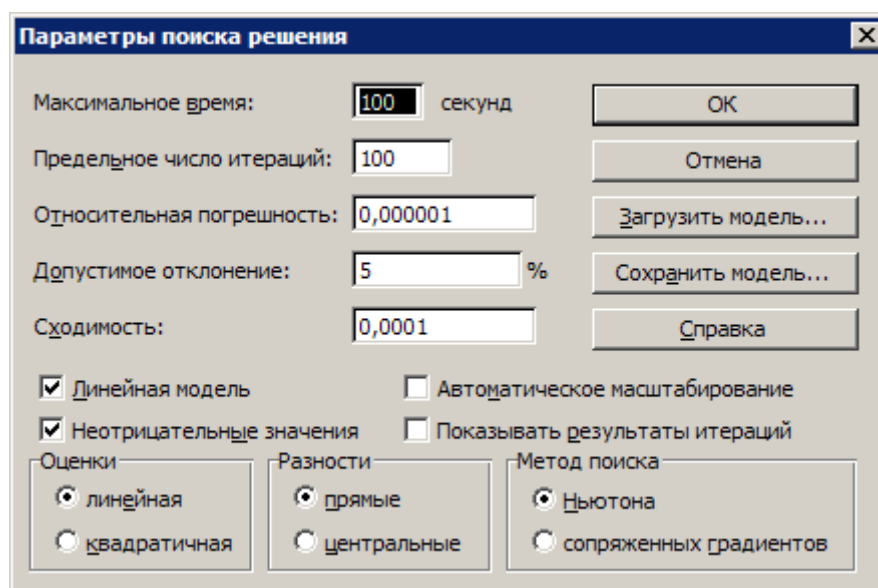 Параметры поиска решения
Максимальное время: 100 секунд OK
Предельное число итераций: 100 Отмена
Относительная погрешность: 0,000001 Загрузить модель...
Допустимое отклонение: 5 % Сохранить модель...
Сходимость: 0,0001 Справка
Линейная модель Автоматическое масштабирование
Неотрицательные значения Показывать результаты итераций
Оценки Разности Метод поиска
линейная прямые Ньютона
квадратичная центральные сопряженных градиентов